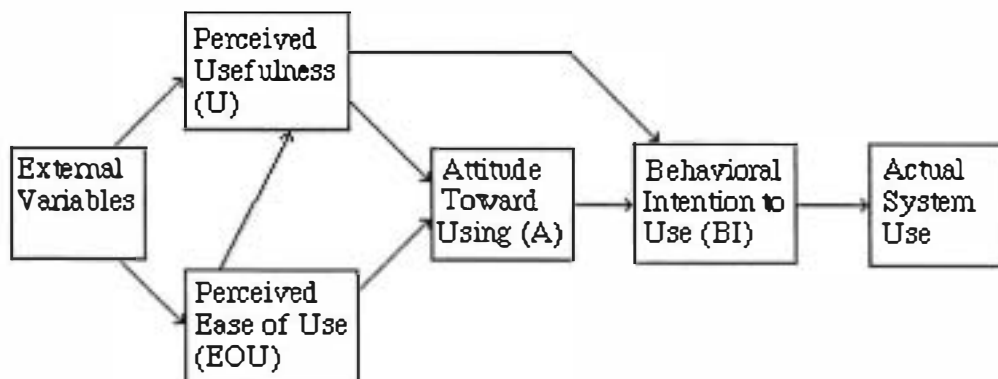 Perceived
Usefulness
(U)
External
Variables
Perceived
Ease of Use
(EOU)
Attitude
Toward
Using (A)
Behavioral
Intention to
Use (BI)
Actual
System
Use